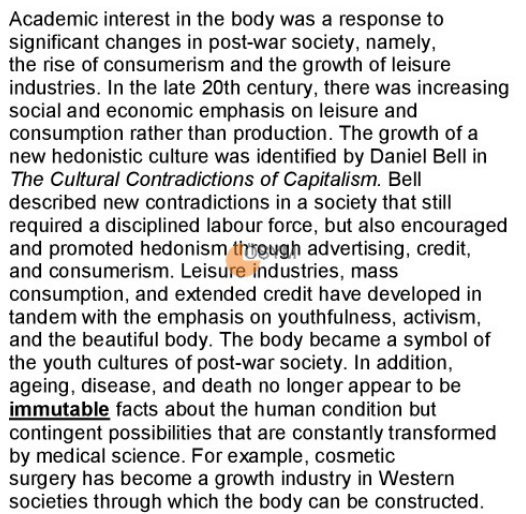 Academic interest in the body was a response to
significant changes in post-war society, namely,
the rise of consumerism and the growth of leisure
industries. In the late 20th century, there was increasing
social and economic emphasis on leisure and
consumption rather than production. The growth of a
new hedonistic culture was identified by Daniel Bell in
The Cultural Contradictions of Capitalism. Bell
described new contradictions in a society that still
required a disciplined labour force, but also encouraged
and promoted hedonism through advertising, credit,
and consumerism. Leisure industries, mass
consumption, and extended credit have developed in
tandem with the emphasis on youthfulness, activism,
and the beautiful body. The body became a symbol of
the youth cultures of post-war society. In addition,
ageing, disease, and death no longer appear to be
immutable facts about the human condition but
contingent possibilities that are constantly transformed
by medical science. For example, cosmetic
surgery has become a growth industry in Western
societies through which the body can be constructed.